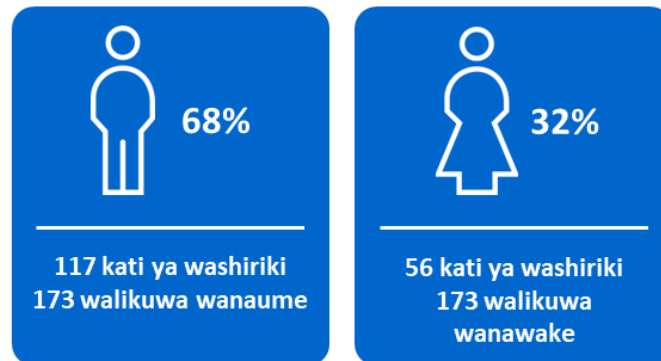 68%
117 kati ya washiriki
173 walikuwa wanaume
32%
56 kati ya washiriki
173 walikuwa
wanawake